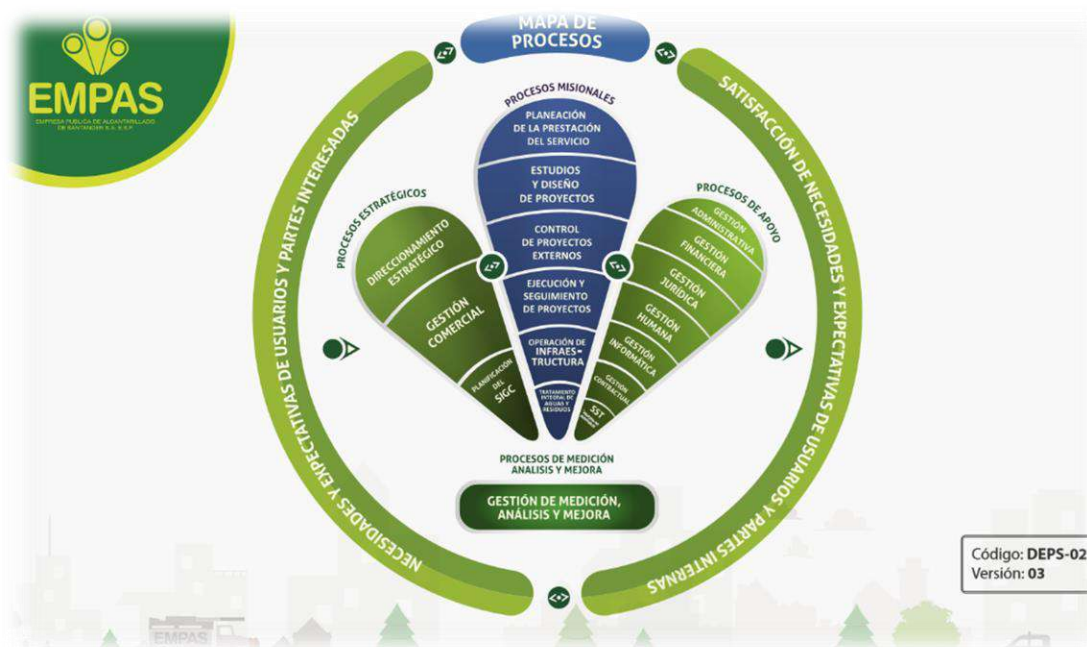 EMPAS
EMPRESA PÚBLICA DE ALCANTARILLADO
DE SANTANDER S.A. E.S.P.
MAPA DE
PROCESOS
NECESIDADES Y EXPECTATIVAS DE USUARIOS Y PARTES INTERESADAS
SATISFACCIÓN DE NECESIDADES Y EXPECTATIVAS DE USUARIOS Y PARTES INTERNAS
PROCESOS MISIONALES
PLANEACIÓN
DE LA PRESTACIÓN
DEL SERVICIO
ESTUDIOS
Y DISEÑO
DE PROYECTOS
CONTROL
DE PROYECTOS
EXTERNOS
EJECUCIÓN Y
SEGUIMIENTO
DE PROYECTOS
OPERACIÓN DE
INFRAES-
TRUCTURA
TRATAMIENTO
INTEGRAL DE
AGUAS Y
RESIDUOS
PROCESOS ESTRATÉGICOS
DIRECCIONAMIENTO
ESTRATÉGICO
GESTIÓN
COMERCIAL
PLANIFICACIÓN
DEL
SIGC
PROCESOS DE APOYO
GESTIÓN
ADMINISTRATIVA
GESTIÓN
FINANCIERA
GESTIÓN
JURÍDICA
GESTIÓN
HUMANA
GESTIÓN
INFORMÁTICA
GESTIÓN
CONTRACTUAL
SST
PROCESOS DE MEDICIÓN
ANALISIS Y MEJORA
GESTIÓN DE MEDICIÓN,
ANÁLISIS Y MEJORA
Código: DEPS-02
Versión: 03
EMPAS